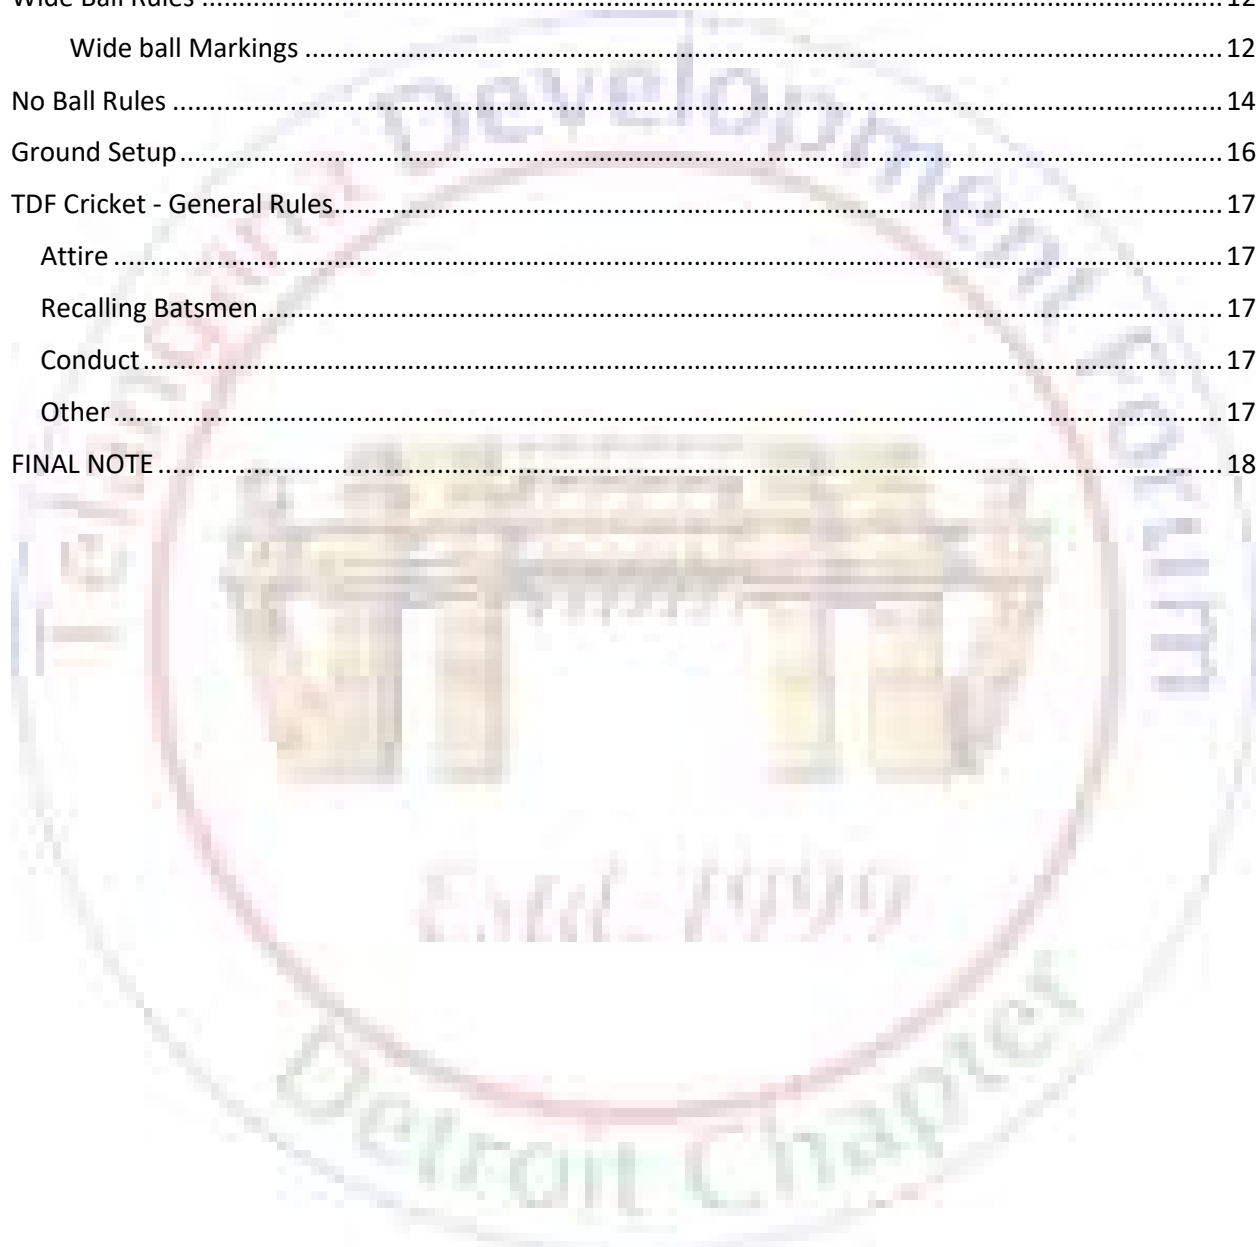 Wide Ball Rules ........................................................................................................................................ 12
Wide ball Markings ........................................................................................................................ 12
No Ball Rules ........................................................................................................................................ 14
Ground Setup ........................................................................................................................................ 16
TDF Cricket - General Rules ........................................................................................................................ 17
Attire ........................................................................................................................................ 17
Recalling Batsmen ........................................................................................................................ 17
Conduct ........................................................................................................................................ 17
Other ........................................................................................................................................ 17
FINAL NOTE ........................................................................................................................................ 18
Telangana Development Forum
Estd. 1999
Detroit Chapter